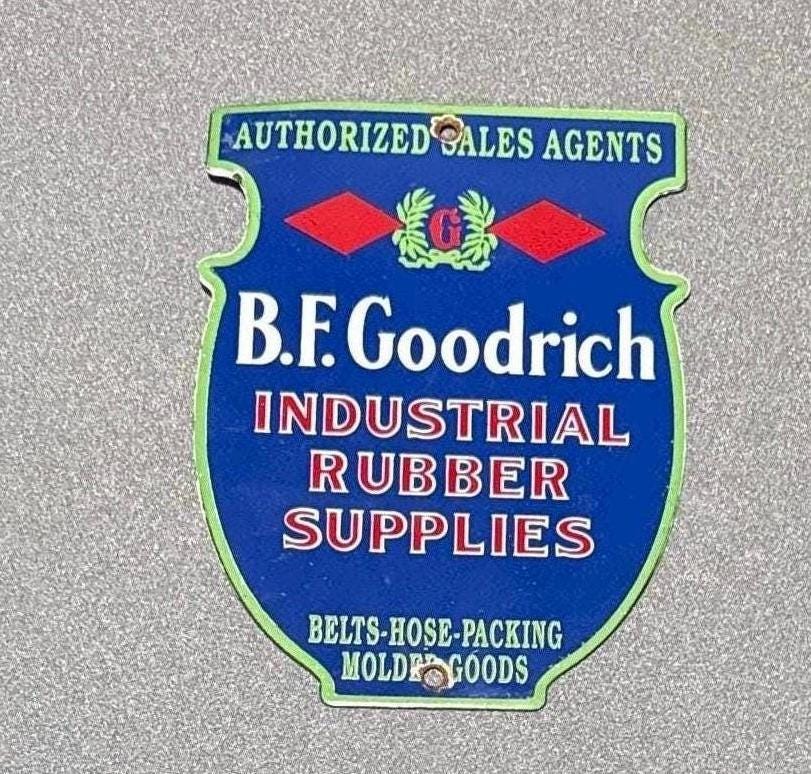 AUTHORIZED SALES AGENTS
G
B.F. Goodrich
INDUSTRIAL
RUBBER
SUPPLIES
BELTS-HOSE-PACKING
MOLDED GOODS